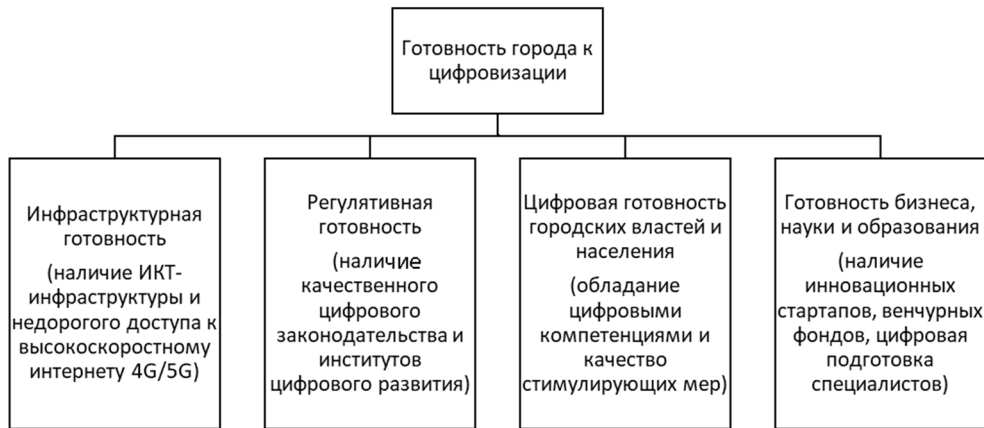 Готовность города к
цифровизации
Инфраструктурная
готовность
(наличие ИКТ-
инфраструктуры и
недорогого доступа к
высокоскоростному
интернету 4G/5G)
Регулятивная
готовность
(наличие
качественного
цифрового
законодательства и
институтов
цифрового развития)
Цифровая готовность
городских властей и
населения
(обладание
цифровыми
компетенциями и
качество
стимулирующих мер)
Готовность бизнеса,
науки и образования
(наличие
инновационных
стартапов, венчурных
фондов, цифровая
подготовка
специалистов)